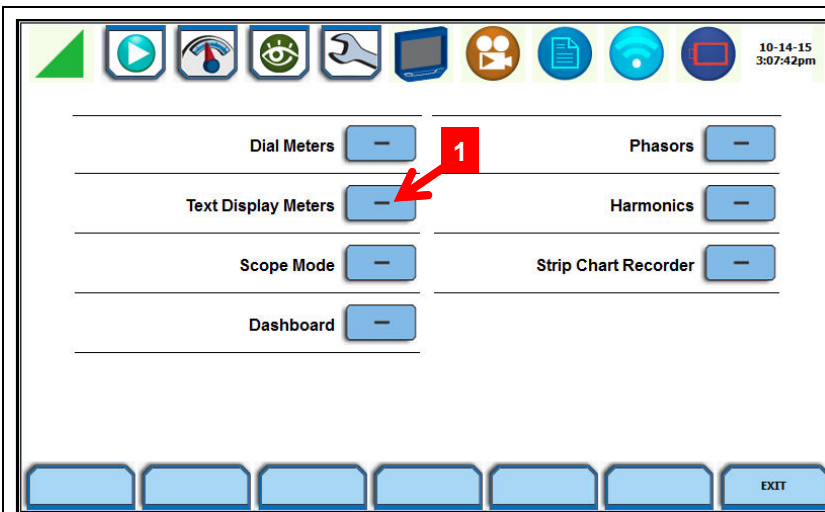 10-14-15
3:07:42pm
Dial Meters
1
Phasors
Text Display Meters
Harmonics
Scope Mode
Strip Chart Recorder
Dashboard
EXIT